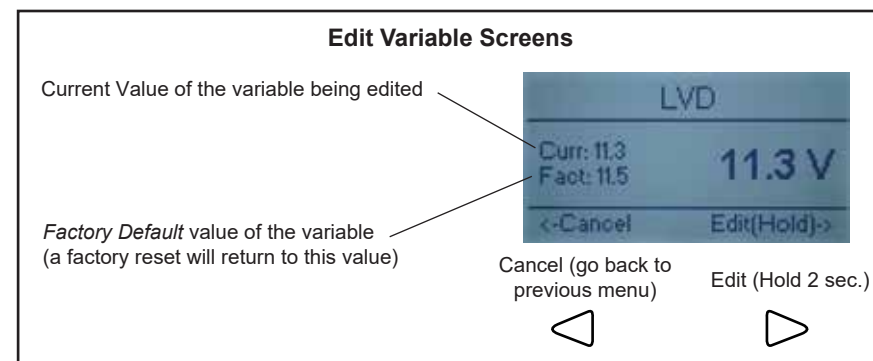 Edit Variable Screens
Current Value of the variable being edited
LVD
Curr: 11.3
Fact: 11.5
11.3 V
<-Cancel Edit(Hold)->
Factory Default value of the variable
(a factory reset will return to this value)
Cancel (go back to
previous menu)
Edit (Hold 2 sec.)